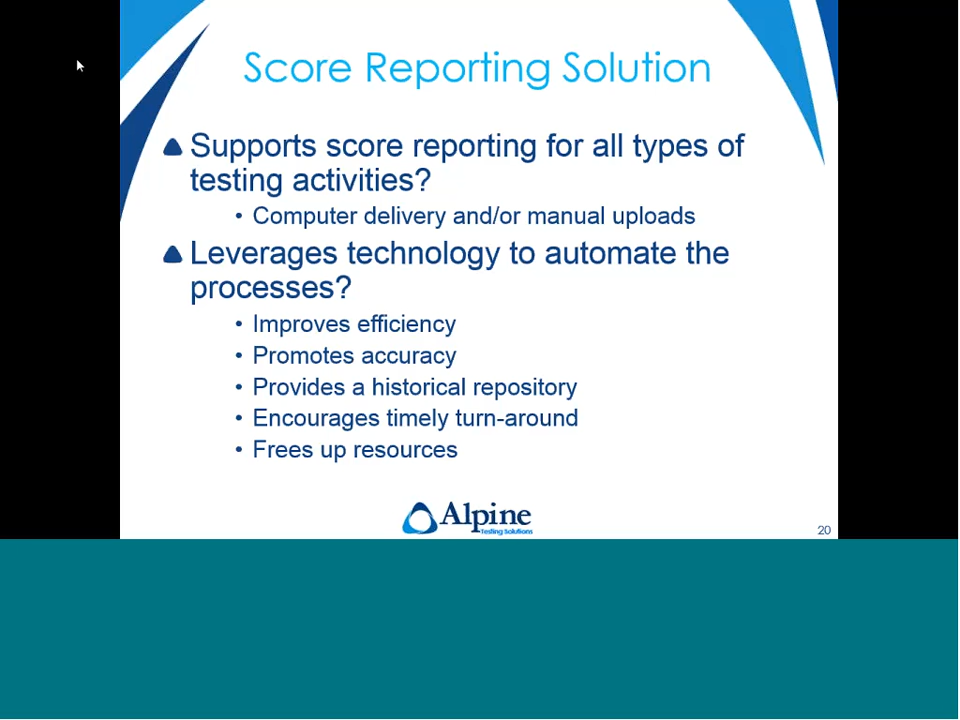 Score Reporting Solution
Supports score reporting for all types of
testing activities?
• Computer delivery and/or manual uploads
Leverages technology to automate the
processes?
• Improves efficiency
• Promotes accuracy
• Provides a historical repository
• Encourages timely turn-around
• Frees up resources
Alpine
Testing Solutions
20